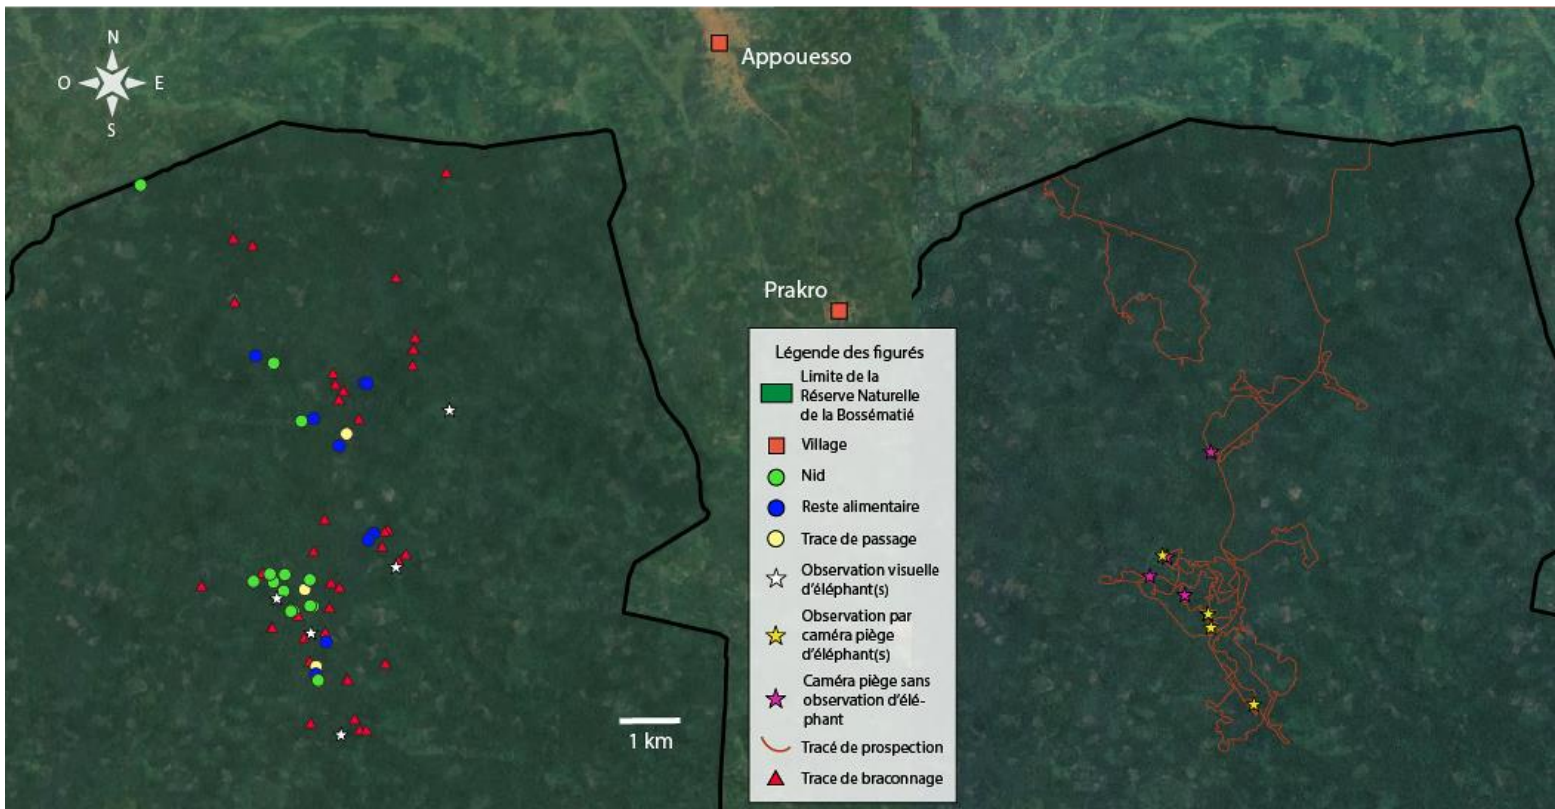 N
O
E
S
Appouesso
Prakro
Légende des figurés
Limite de la
Réserve Naturelle
de la Bossématié
Village
Nid
Reste alimentaire
Trace de passage
Observation visuelle
d'éléphant(s)
Observation par
caméra piège
d'éléphant(s)
Caméra piège sans
observation d'élé-
phant
Tracé de prospection
Trace de braconnage
1 km